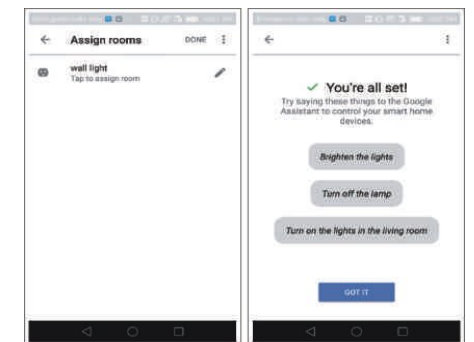 Assign rooms
DONE
wall light
Tap to assign room
You're all set!
Try saying these things to the Google
Assistant to control your smart home
devices.
Brighten the lights
Turn off the lamp
Turn on the lights in the living room
GOT IT